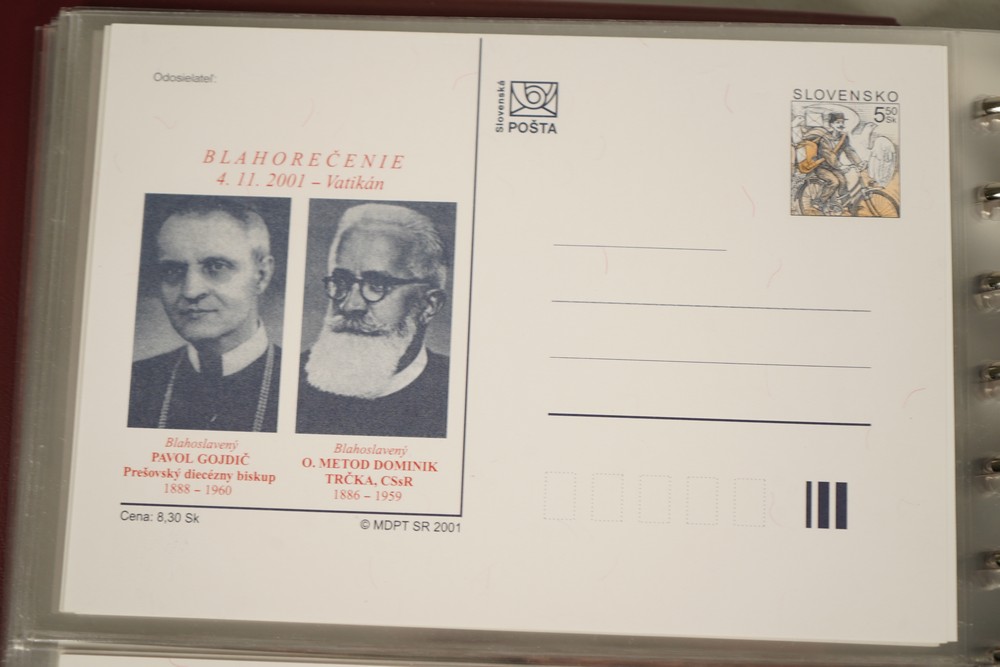 Odosielateľ:
BLAHOREČENIE
4. 11. 2001 – Vatikán
Blahoslavený
PAVOL GOJDIČ
Prešovský diecézny biskup
1888 – 1960
Blahoslavený
O. METOD DOMINIK
TRČKA, CSsR
1886 – 1959
Cena: 8,30 Sk
© MDPT SR 2001
Slovenská
POŠTA
SLOVENSKO
5 50
Sk